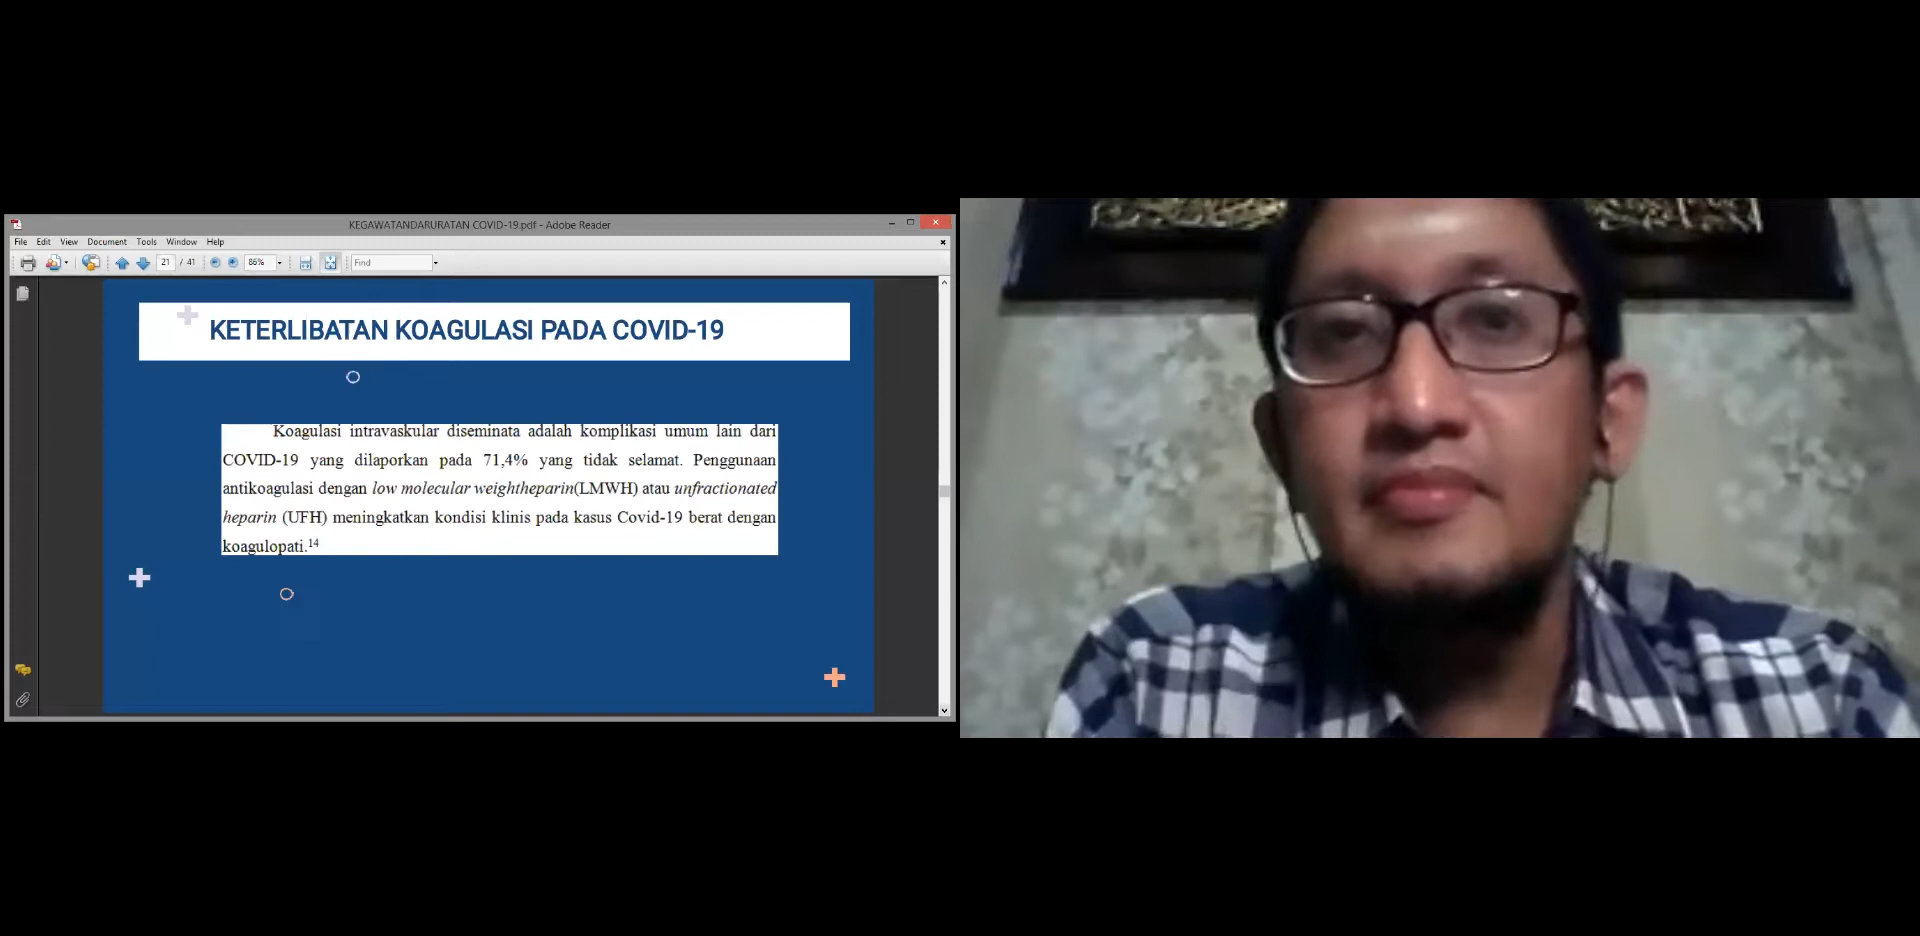 KEGAWATANDARURATAN COVID-19.pdf - Adobe Reader
File Edit View Document Tools Window Help
21 / 41 86% Find
KETERLIBATAN KOAGULASI PADA COVID-19
Koagulasi intravaskular diseminata adalah komplikasi umum lain dari
COVID-19 yang dilaporkan pada 71,4% yang tidak selamat. Penggunaan
antikoagulasi dengan low molecular weightheparin(LMWH) atau unfractionated
heparin (UFH) meningkatkan kondisi klinis pada kasus Covid-19 berat dengan
koagulopati.14